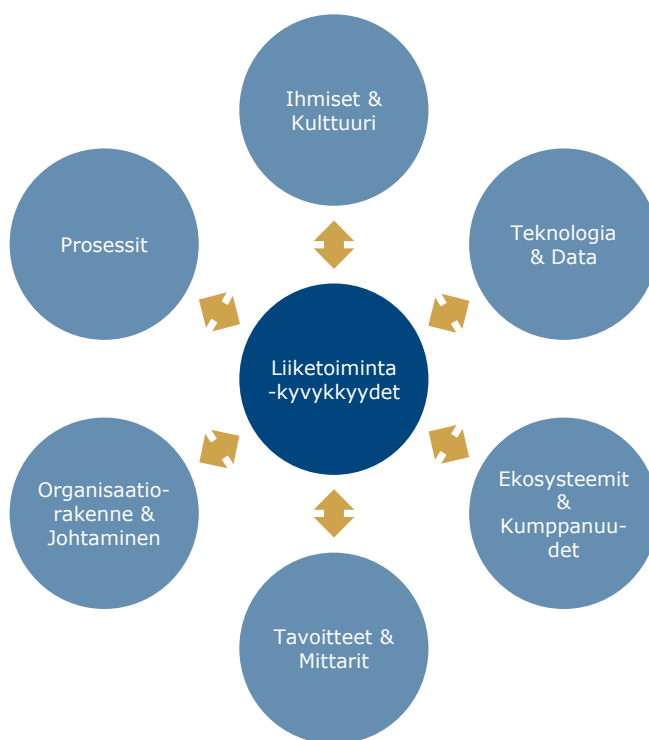 Ihmiset &
Kulttuuri
Prosessit
Teknologia
& Data
Liiketoiminta
-kyvykkyydet
Organisaatio-
rakenne &
Johtaminen
Ekosysteemit
&
Kumppanuu-
det
Tavoitteet &
Mittarit